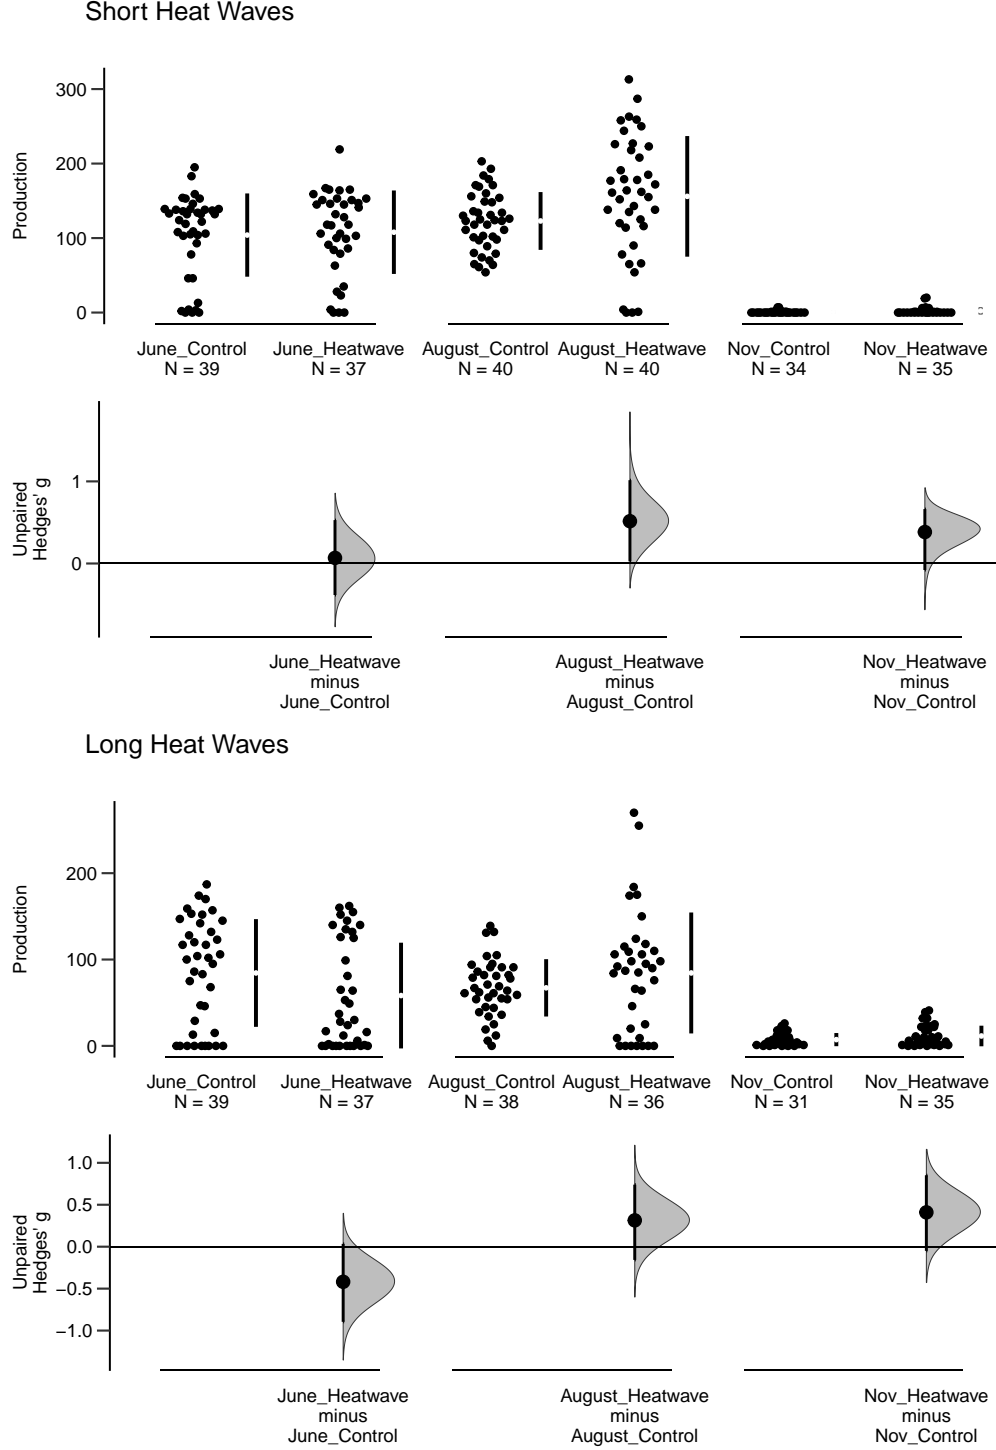 Short Heat Waves
Production
300
200
100
0
June_Control June_Heatwave August_Control August_Heatwave Nov_Control Nov_Heatwave
N = 39 N = 37 N = 40 N = 40 N = 34 N = 35
Unpaired
Hedges' g
1
0
June_Heatwave August_Heatwave Nov_Heatwave
minus minus minus
June_Control August_Control Nov_Control
Long Heat Waves
Production
200
100
0
June_Control June_Heatwave August_Control August_Heatwave Nov_Control Nov_Heatwave
N = 39 N = 37 N = 38 N = 36 N = 31 N = 35
Unpaired
Hedges' g
1.0
0.5
0.0
−0.5
−1.0
June_Heatwave August_Heatwave Nov_Heatwave
minus minus minus
June_Control August_Control Nov_Control